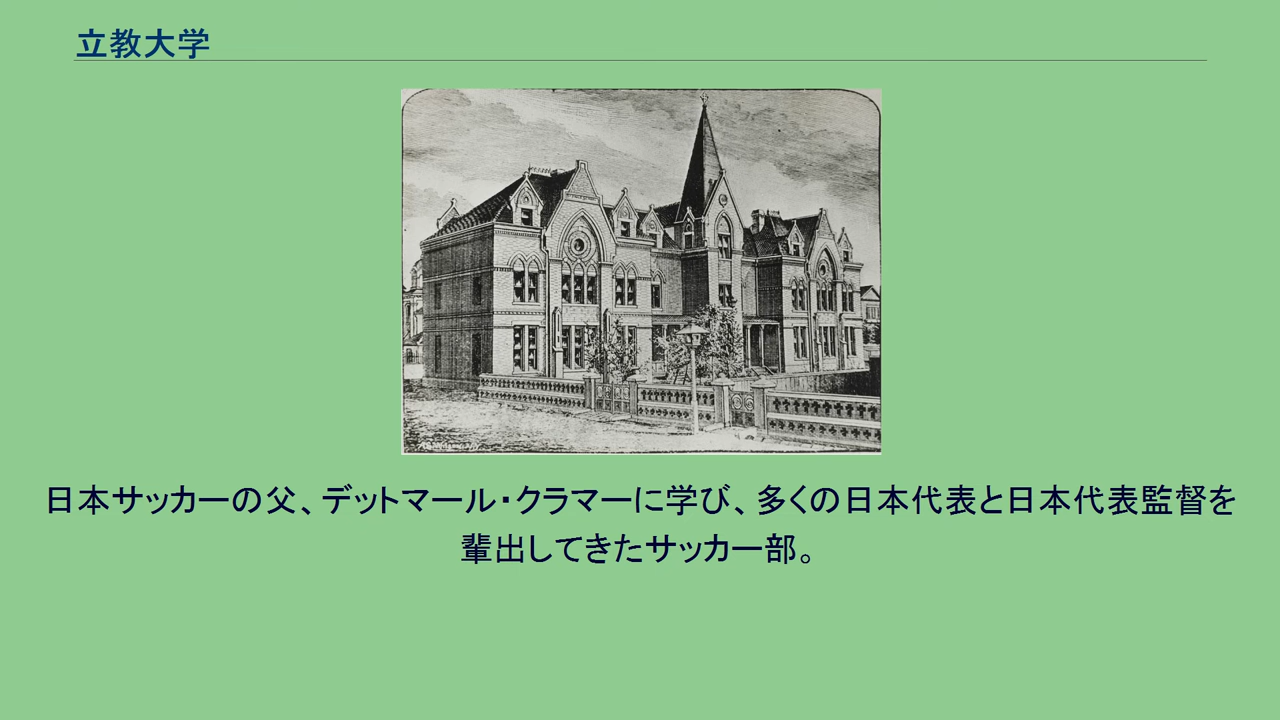 立教大学
日本サッカーの父、デットマール・クラマーに学び、多くの日本代表と日本代表監督を
輩出してきたサッカー部。